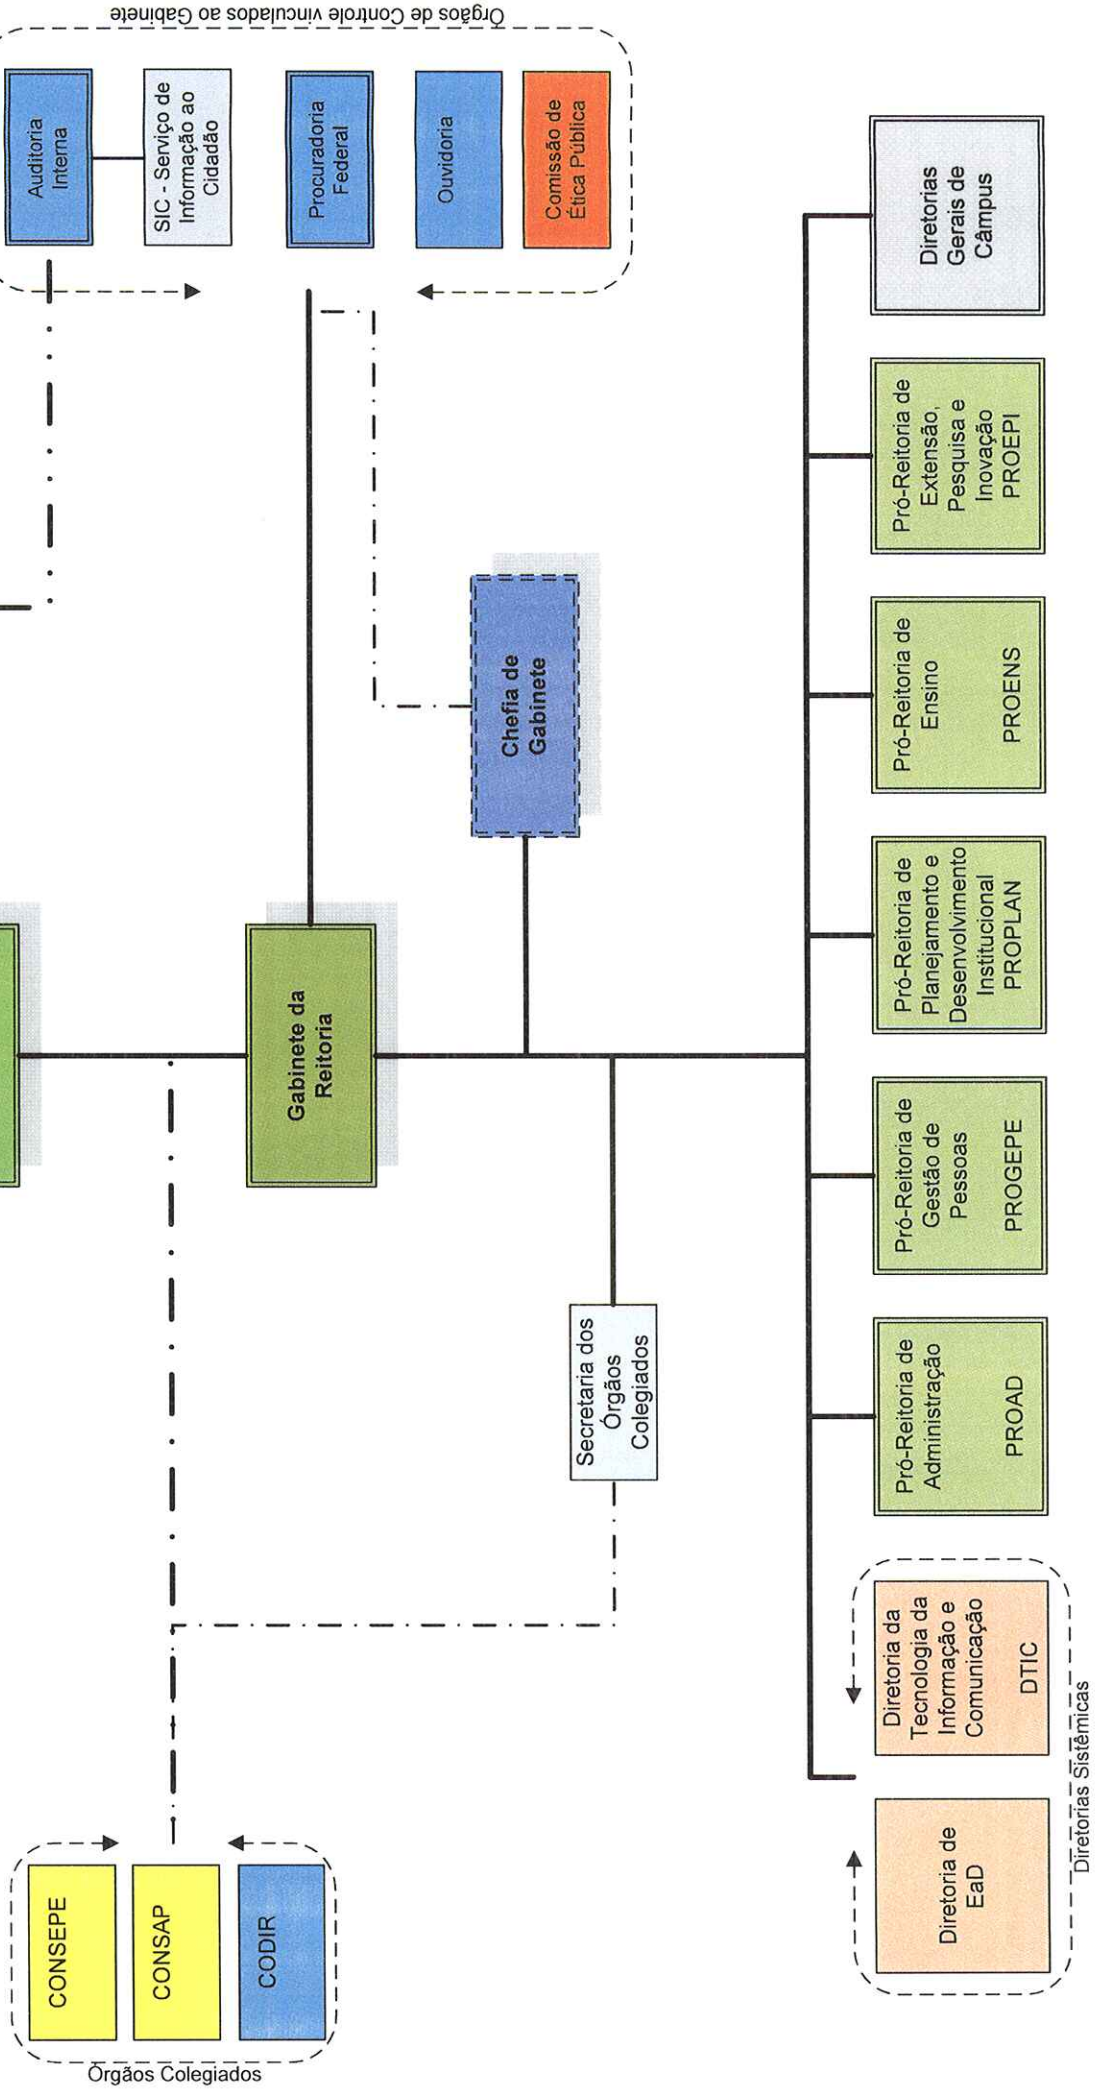 Órgãos Colegiados
CONSEPE
CONSAP
CODIR
Gabinete da
Reitoria
Chefia de
Gabinete
Secretaria dos
Órgãos
Colegiados
Órgãos de Controle vinculados ao Gabinete
Auditoria
Interna
SIC - Serviço de
Informação ao
Cidadão
Procuradoria
Federal
Ouvidoria
Comissão de
Ética Pública
Diretoria de
EaD
Diretoria da
Tecnologia da
Informação e
Comunicação
DTIC
Diretorias Sistêmicas
Pró-Reitoria de
Administração
PROAD
Pró-Reitoria de
Gestão de
Pessoas
PROGEPE
Pró-Reitoria de
Planejamento e
Desenvolvimento
Institucional
PROPLAN
Pró-Reitoria de
Ensino
PROENS
Pró-Reitoria de
Extensão,
Pesquisa e
Inovação
PROEPI
Diretorias
Gerais de
Câmpus